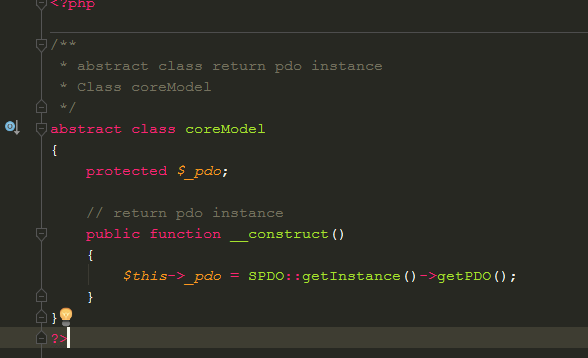 <?php
/**
* abstract class return pdo instance
* Class coreModel
*/
abstract class coreModel
{
protected $_pdo;
// return pdo instance
public function __construct()
{
$this->_pdo = SPDO::getInstance()->getPDO();
}
}
?>